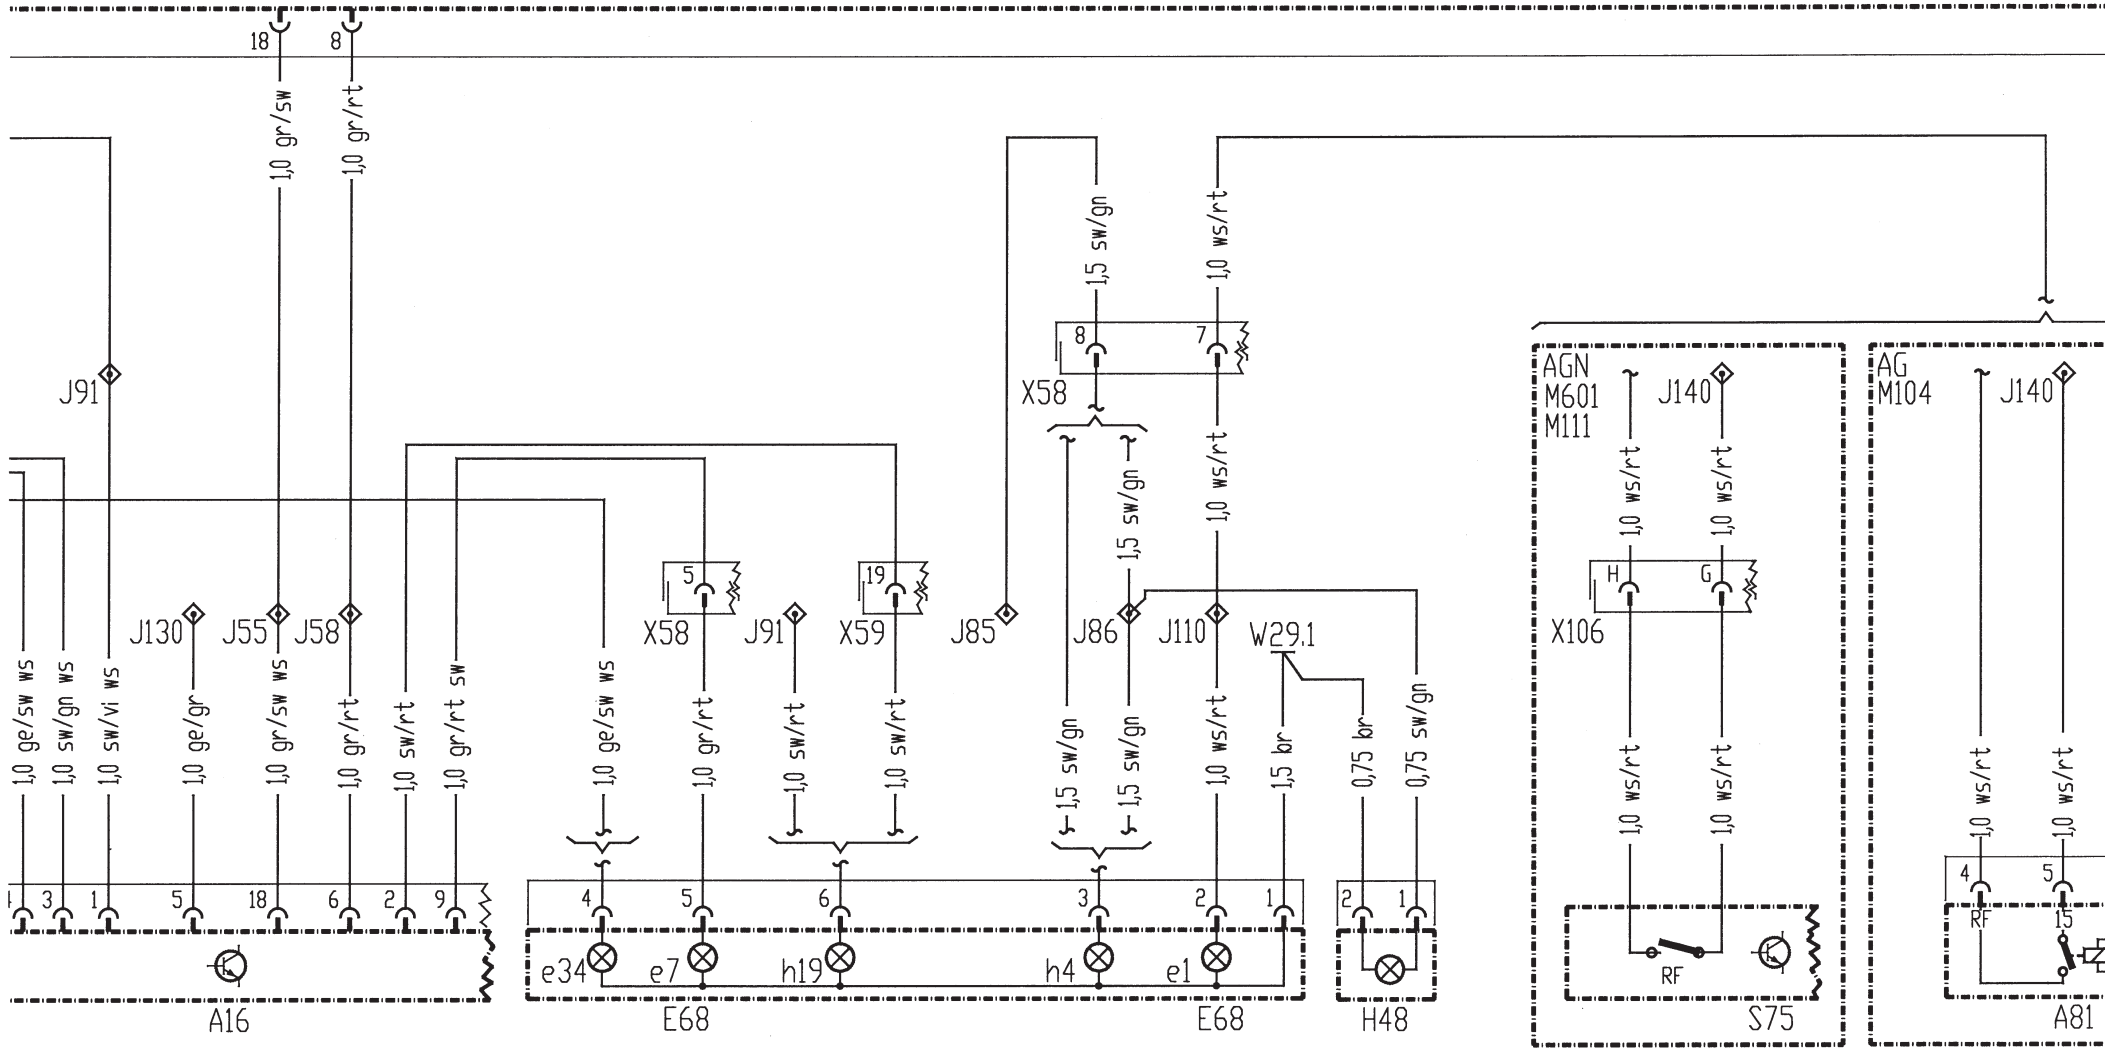 18 8
1,0 gr/sw
1,0 gr/rt
1,5 sw/gn
1,0 ws/rt
8 7
X58
J91
AGN
M601
M111
J140
AG
M104
J140
1,5 sw/gn
1,0 ws/rt
1,0 ws/rt
1,0 ws/rt
5
19
H G
J130 J55 J58 X58 J91 X59 J85 J86 J110 W29.1 X106
1,0 ge/sw ws
1,0 sw/gn ws
1,0 sw/vi ws
1,0 ge/gr
1,0 gr/sw ws
1,0 gr/rt
1,0 sw/rt
1,0 gr/rt sw
1,0 ge/sw ws
1,0 gr/rt
1,0 sw/rt
1,0 sw/rt
1,5 sw/gn
1,5 sw/gn
1,0 ws/rt
1,5 br
0,75 br
0,75 sw/gn
1,0 ws/rt
1,0 ws/rt
1,0 ws/rt
1,0 ws/rt
3 1 5 18 6 2 9 4 5 6 3 2 1 2 1 4 5
RF 15
e34 e7 h19 h4 e1 RF
A16 E68 E68 H48 S75 A81